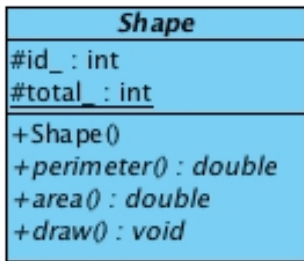 Shape
#id_ : int
#total_ : int
+Shape()
+perimeter() : double
+area() : double
+draw() : void